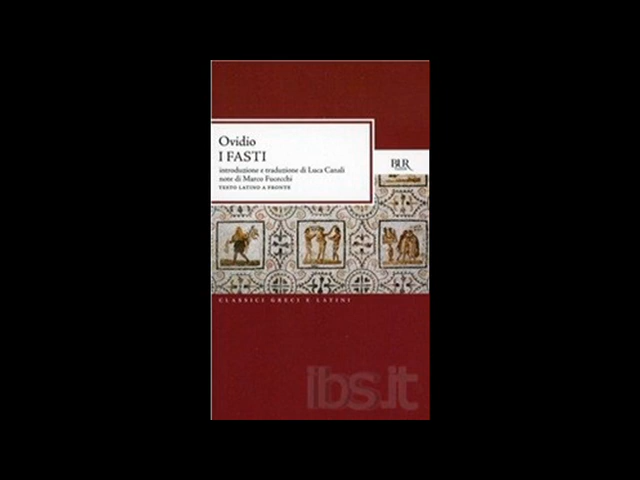 Ovidio
I FASTI
introduzione e traduzione di Luca Canali
note di Marco Fucecchi
TESTO LATINO A FRONTE
BUR
CLASSICI GRECI E LATINI
ibs.it